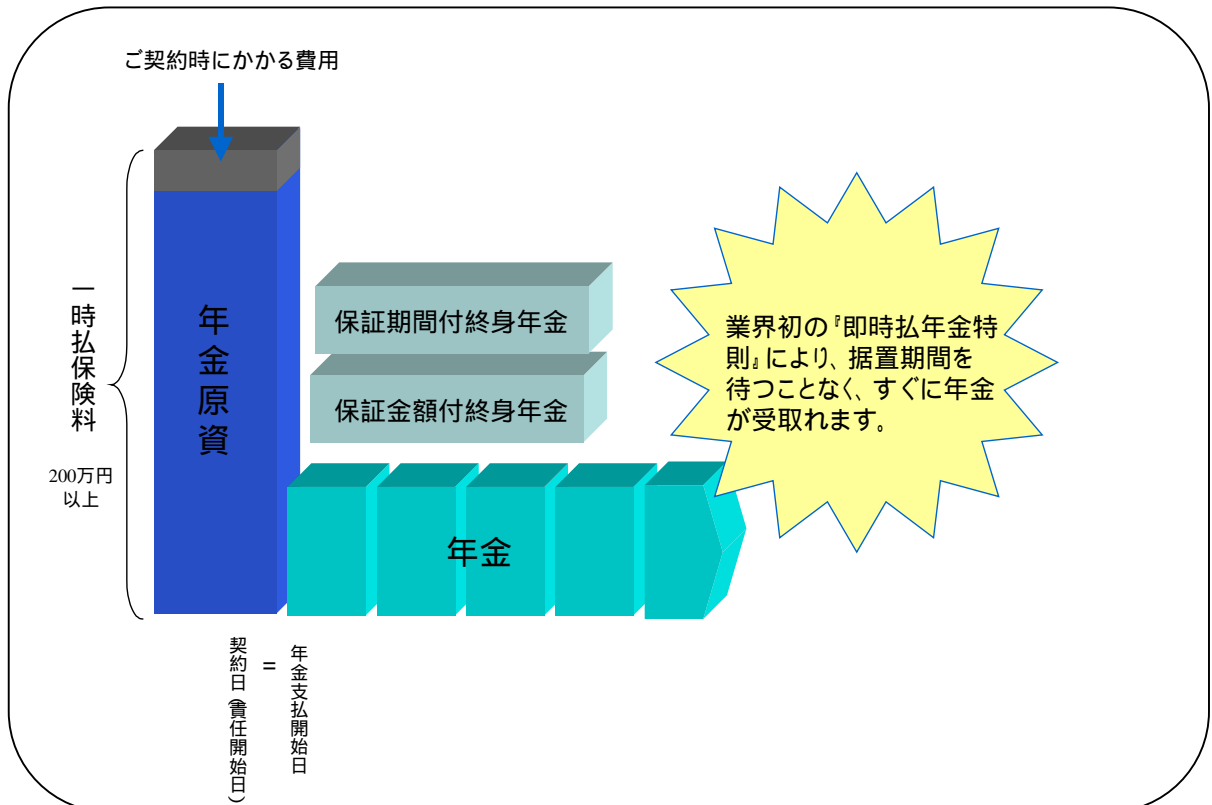 ご契約時にかかる費用
一時払保険料
200万円
以上
年金原資
保証期間付終身年金
保証金額付終身年金
年金
業界初の『即時払年金特
則』により、据置期間を
待つことなく、すぐに年金
が受取れます。
契約日(責任開始日)
=
年金支払開始日